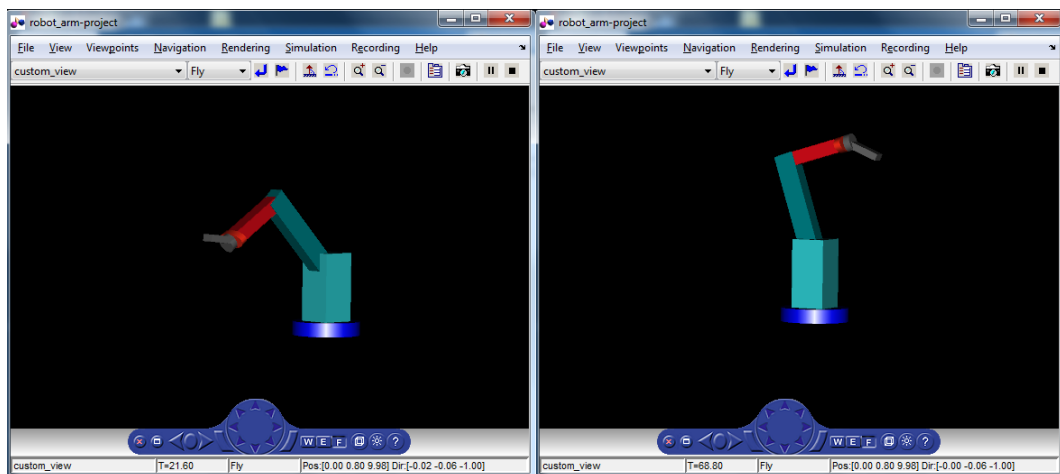 robot_arm-project
File View Viewpoints Navigation Rendering Simulation Recording Help
custom_view Fly
W E F ?
custom_view T=21.60 Fly Pos:[0.00 0.80 9.98] Dir:[-0.02 -0.06 -1.00]
robot_arm-project
File View Viewpoints Navigation Rendering Simulation Recording Help
custom_view Fly
W E F ?
custom_view T=68.80 Fly Pos:[0.00 0.80 9.98] Dir:[-0.00 -0.06 -1.00]